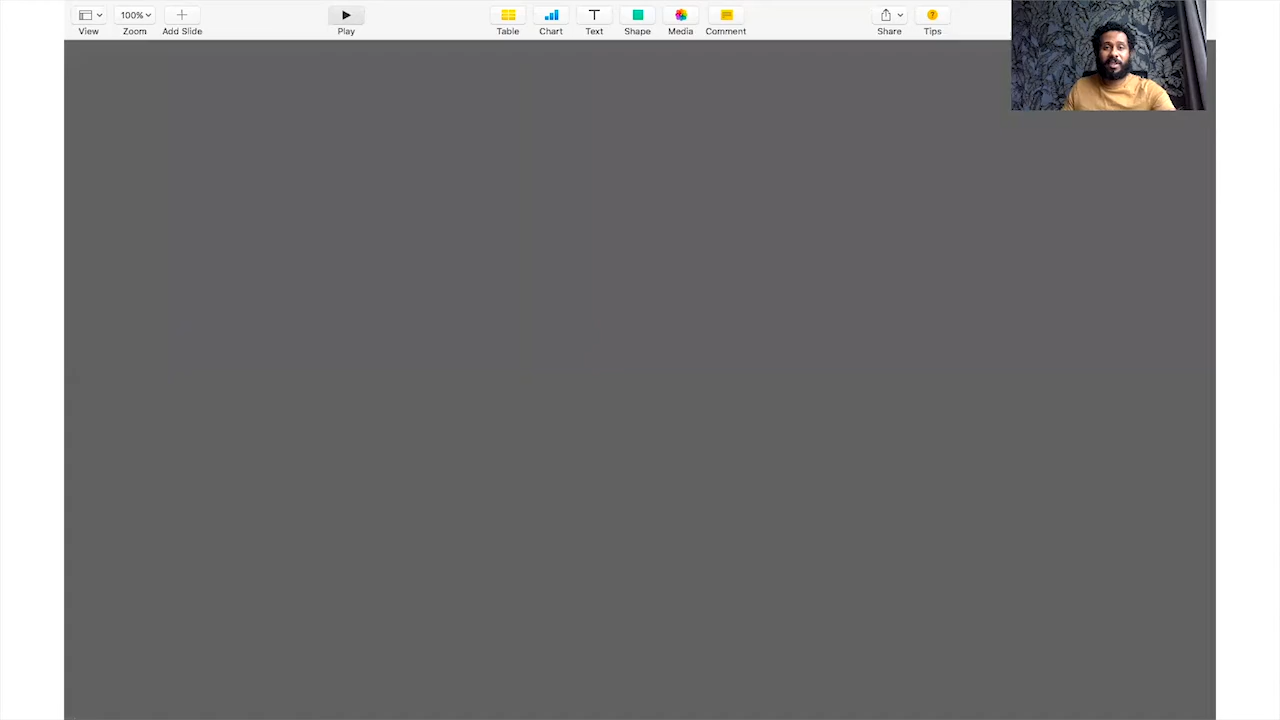 100%
View
Zoom
Add Slide
Play
Table
Chart
Text
Shape
Media
Comment
Share
Tips